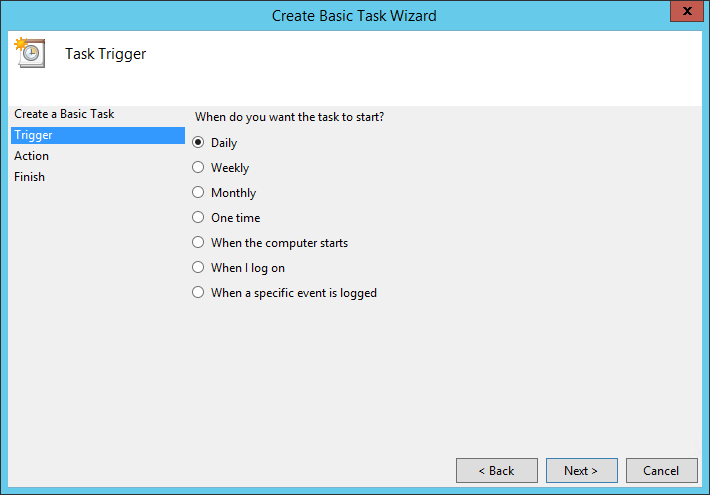 Create Basic Task Wizard
x
Task Trigger
Create a Basic Task
Trigger
Action
Finish
When do you want the task to start?
Daily
Weekly
Monthly
One time
When the computer starts
When I log on
When a specific event is logged
< Back
Next >
Cancel